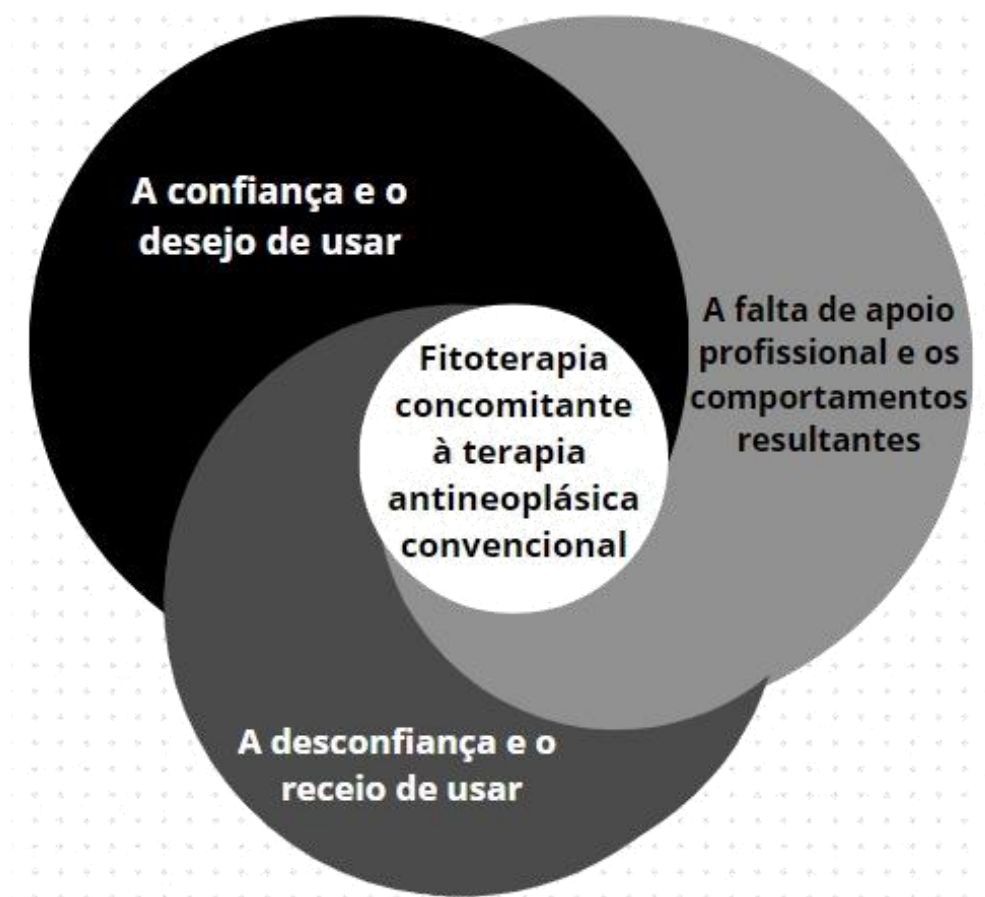 A confiança e o
desejo de usar
A falta de apoio
profissional e os
comportamentos
resultantes
Fitoterapia
concomitante
à terapia
antineoplásica
convencional
A desconfiança e o
receio de usar